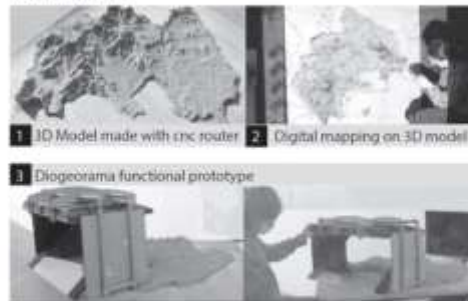 1 3D Model made with cnc router
2 Digital mapping on 3D model
3 Diogeorama functional prototype